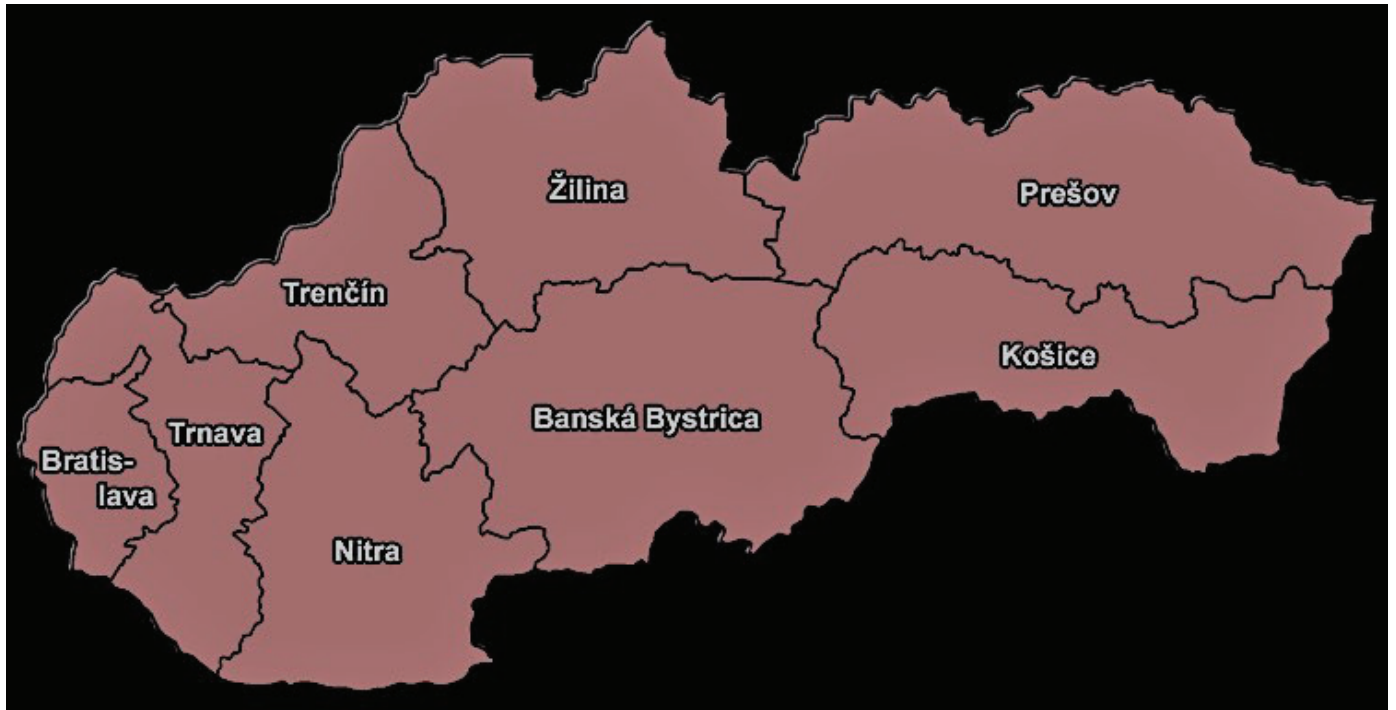 Žilina
Prešov
Trenčín
Košice
Banská Bystrica
Trnava
Bratis-
lava
Nitra